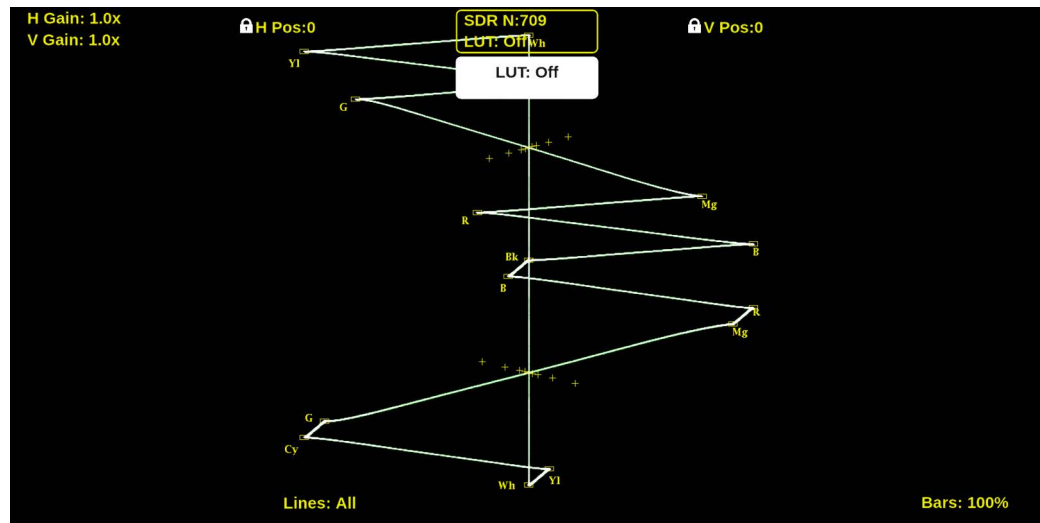 H Gain: 1.0x
V Gain: 1.0x
H Pos:0
SDR N:709
LUT: Off
V Pos:0
Wh
LUT: Off
Yl
G
Mg
R
B
Bk
B
R
Mg
G
Cy
Yl
Wh
Lines: All
Bars: 100%